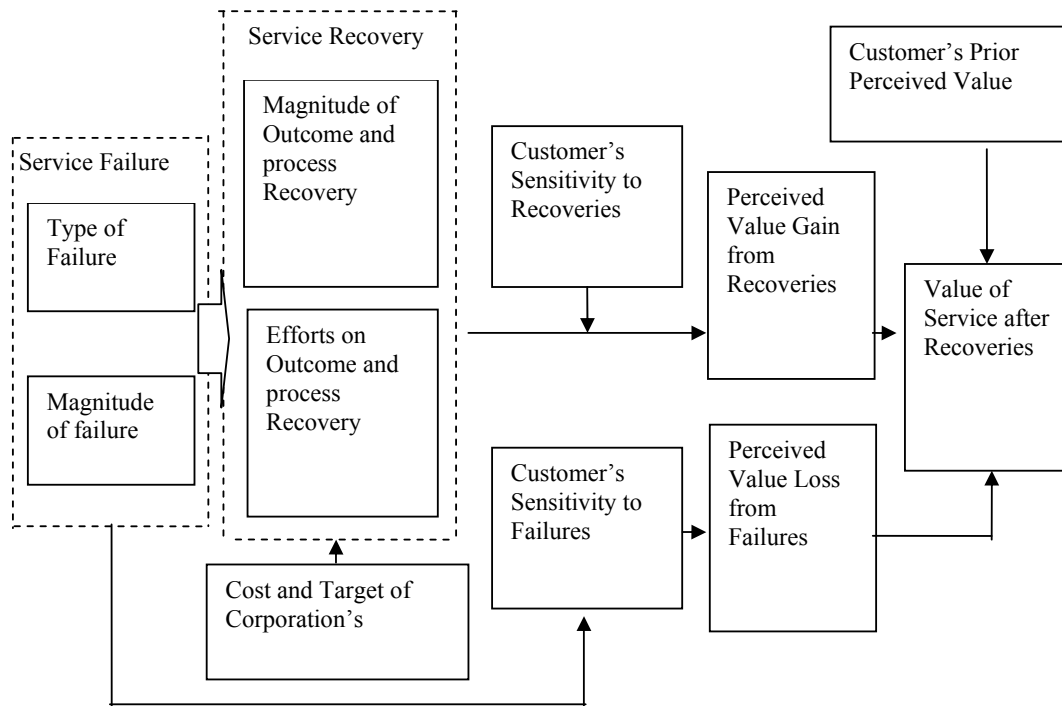 Service Failure
Type of
Failure
Magnitude
of failure
Service Recovery
Magnitude of
Outcome and
process
Recovery
Efforts on
Outcome and
process
Recovery
Cost and Target of
Corporation’s
Customer’s
Sensitivity to
Recoveries
Customer’s
Sensitivity to
Failures
Perceived
Value Gain
from
Recoveries
Perceived
Value Loss
from
Failures
Customer’s Prior
Perceived Value
Value of
Service after
Recoveries